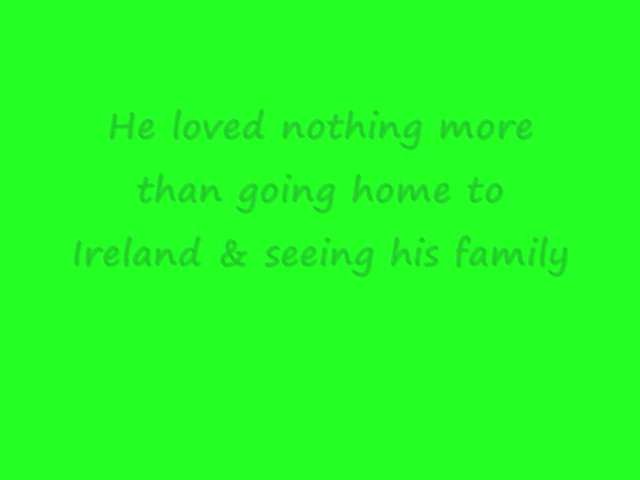 He loved nothing more
than going home to
Ireland & seeing his family